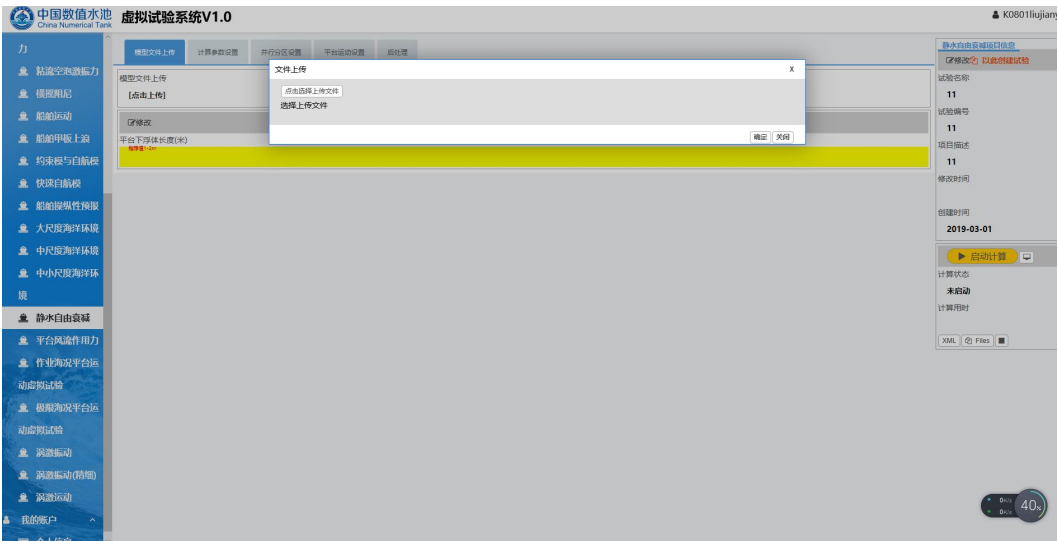 中国数值水池
China Numerical Tank
虚拟试验系统V1.0
K0801liujiany
力
粘流空泡激振力
横摇阻尼
船舶运动
船舶甲板上浪
约束模与自航模
快速自航模
船舶操纵性预报
大尺度海洋环境
中尺度海洋环境
中小尺度海洋环
境
静水自由衰减
平台风流作用力
作业海况平台运
动虚拟试验
极限海况平台运
动虚拟试验
涡激振动
涡激振动(精细)
涡激运动
我的账户
个人信息
模型文件上传
计算参数设置
并行分区设置
平台运动设置
后处理
模型文件上传
[点击上传]
修改
平台下浮体长度(米)
文件上传
X
点击选择上传文件
选择上传文件
确定
关闭
静水自由衰减项目信息
修改
以此创建试验
试验名称
11
试验编号
11
项目描述
11
修改时间
创建时间
2019-03-01
启动计算
计算状态
未启动
计算用时
XML
Files
0K/s
0K/s
40%